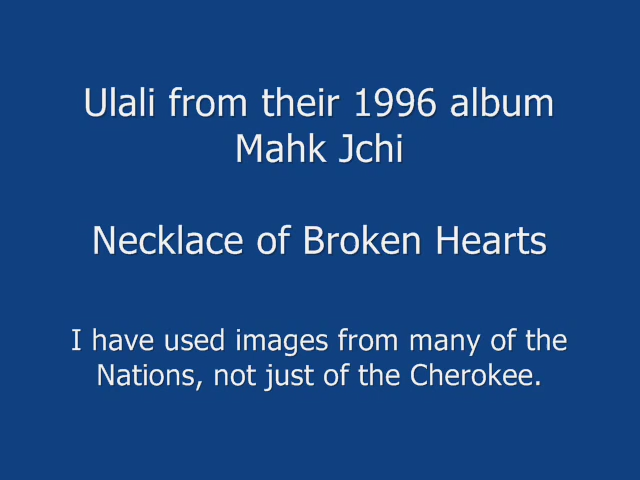 Ulali from their 1996 album
Mahk Jchi
Necklace of Broken Hearts
I have used images from many of the
Nations, not just of the Cherokee.